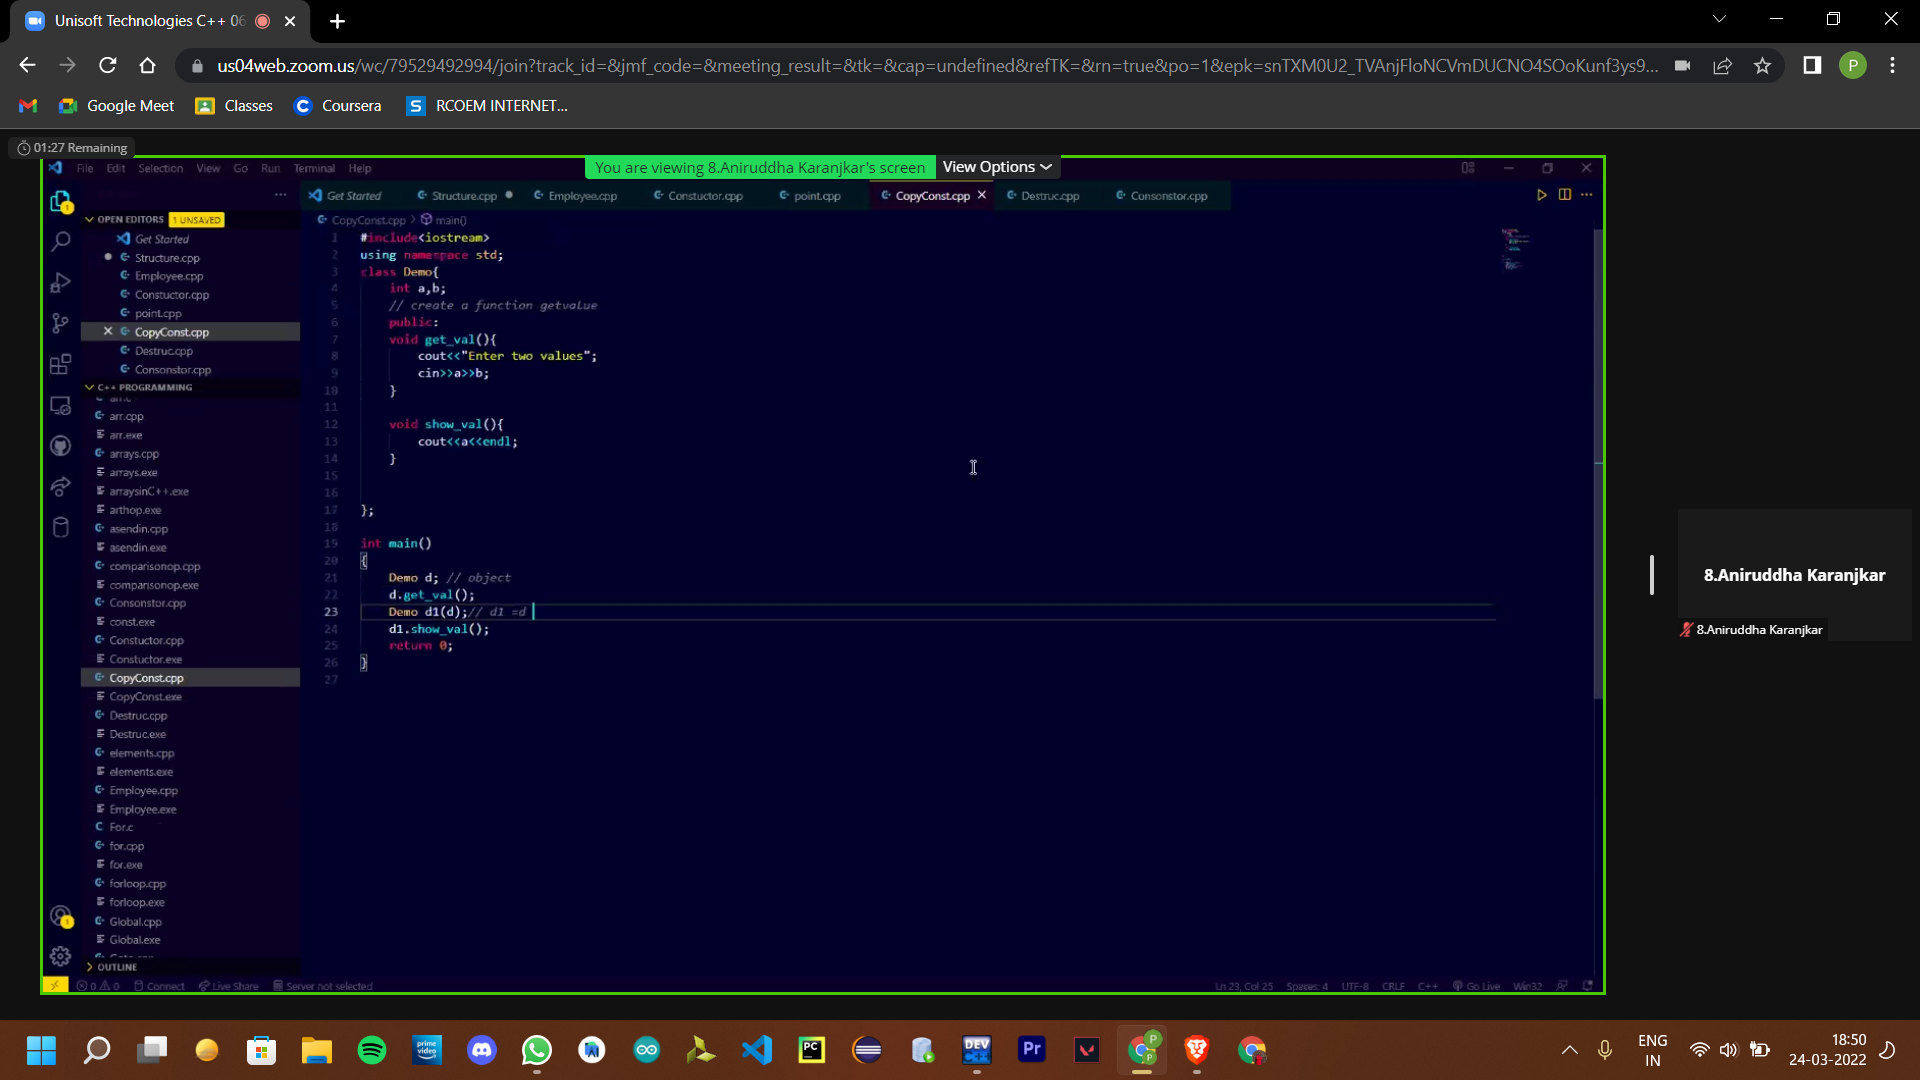 Unisoft Technologies C++ 06
us04web.zoom.us/wc/79529492994/join?track_id=&jmf_code=&meeting_result=&tk=&cap=undefined&refTK=&rn=true&po=1&epk=snTXM0U2_TVAnjFloNCVmDUCNO4SOoKunf3ys9...
P
Google Meet
Classes
Coursera
RCOEM INTERNET...
01:27 Remaining
File Edit Selection View Go Run Terminal Help
You are viewing 8.Aniruddha Karanjkar's screen
View Options
Get Started
Structure.cpp
Employee.cpp
Constuctor.cpp
point.cpp
CopyConst.cpp
Destruc.cpp
Consonstor.cpp
OPEN EDITORS 1 UNSAVED
Get Started
Structure.cpp
Employee.cpp
Constuctor.cpp
point.cpp
CopyConst.cpp
Destruc.cpp
Consonstor.cpp
C++ PROGRAMMING
arr.c
arr.cpp
arr.exe
arrays.cpp
arrays.exe
arraysinC++.exe
arthop.exe
asendin.cpp
asendin.exe
comparisonop.cpp
comparisonop.exe
Consonstor.cpp
const.exe
Constuctor.cpp
Constuctor.exe
CopyConst.cpp
CopyConst.exe
Destruc.cpp
Destruc.exe
elements.cpp
elements.exe
Employee.cpp
Employee.exe
For.c
for.cpp
for.exe
forloop.cpp
forloop.exe
Global.cpp
Global.exe
OUTLINE
CopyConst.cpp > main()
1 #include<iostream>
2 using namespace std;
3 class Demo{
4 int a,b;
5 // create a function getvalue
6 public:
7 void get_val(){
8 cout<<"Enter two values";
9 cin>>a>>b;
10 }
11
12 void show_val(){
13 cout<<a<<endl;
14 }
15
16
17 };
18
19 int main()
20 {
21 Demo d; // object
22 d.get_val();
23 Demo d1(d);// d1 =d
24 d1.show_val();
25 return 0;
26 }
27
8.Aniruddha Karanjkar
8.Aniruddha Karanjkar
0 0 Connect Live Share Server not selected
Ln 23, Col 25 Spaces: 4 UTF-8 CRLF C++ Go Live Win32
prime video
PC
DEV C++
Pr
P
P
ENG
IN
18:50
24-03-2022